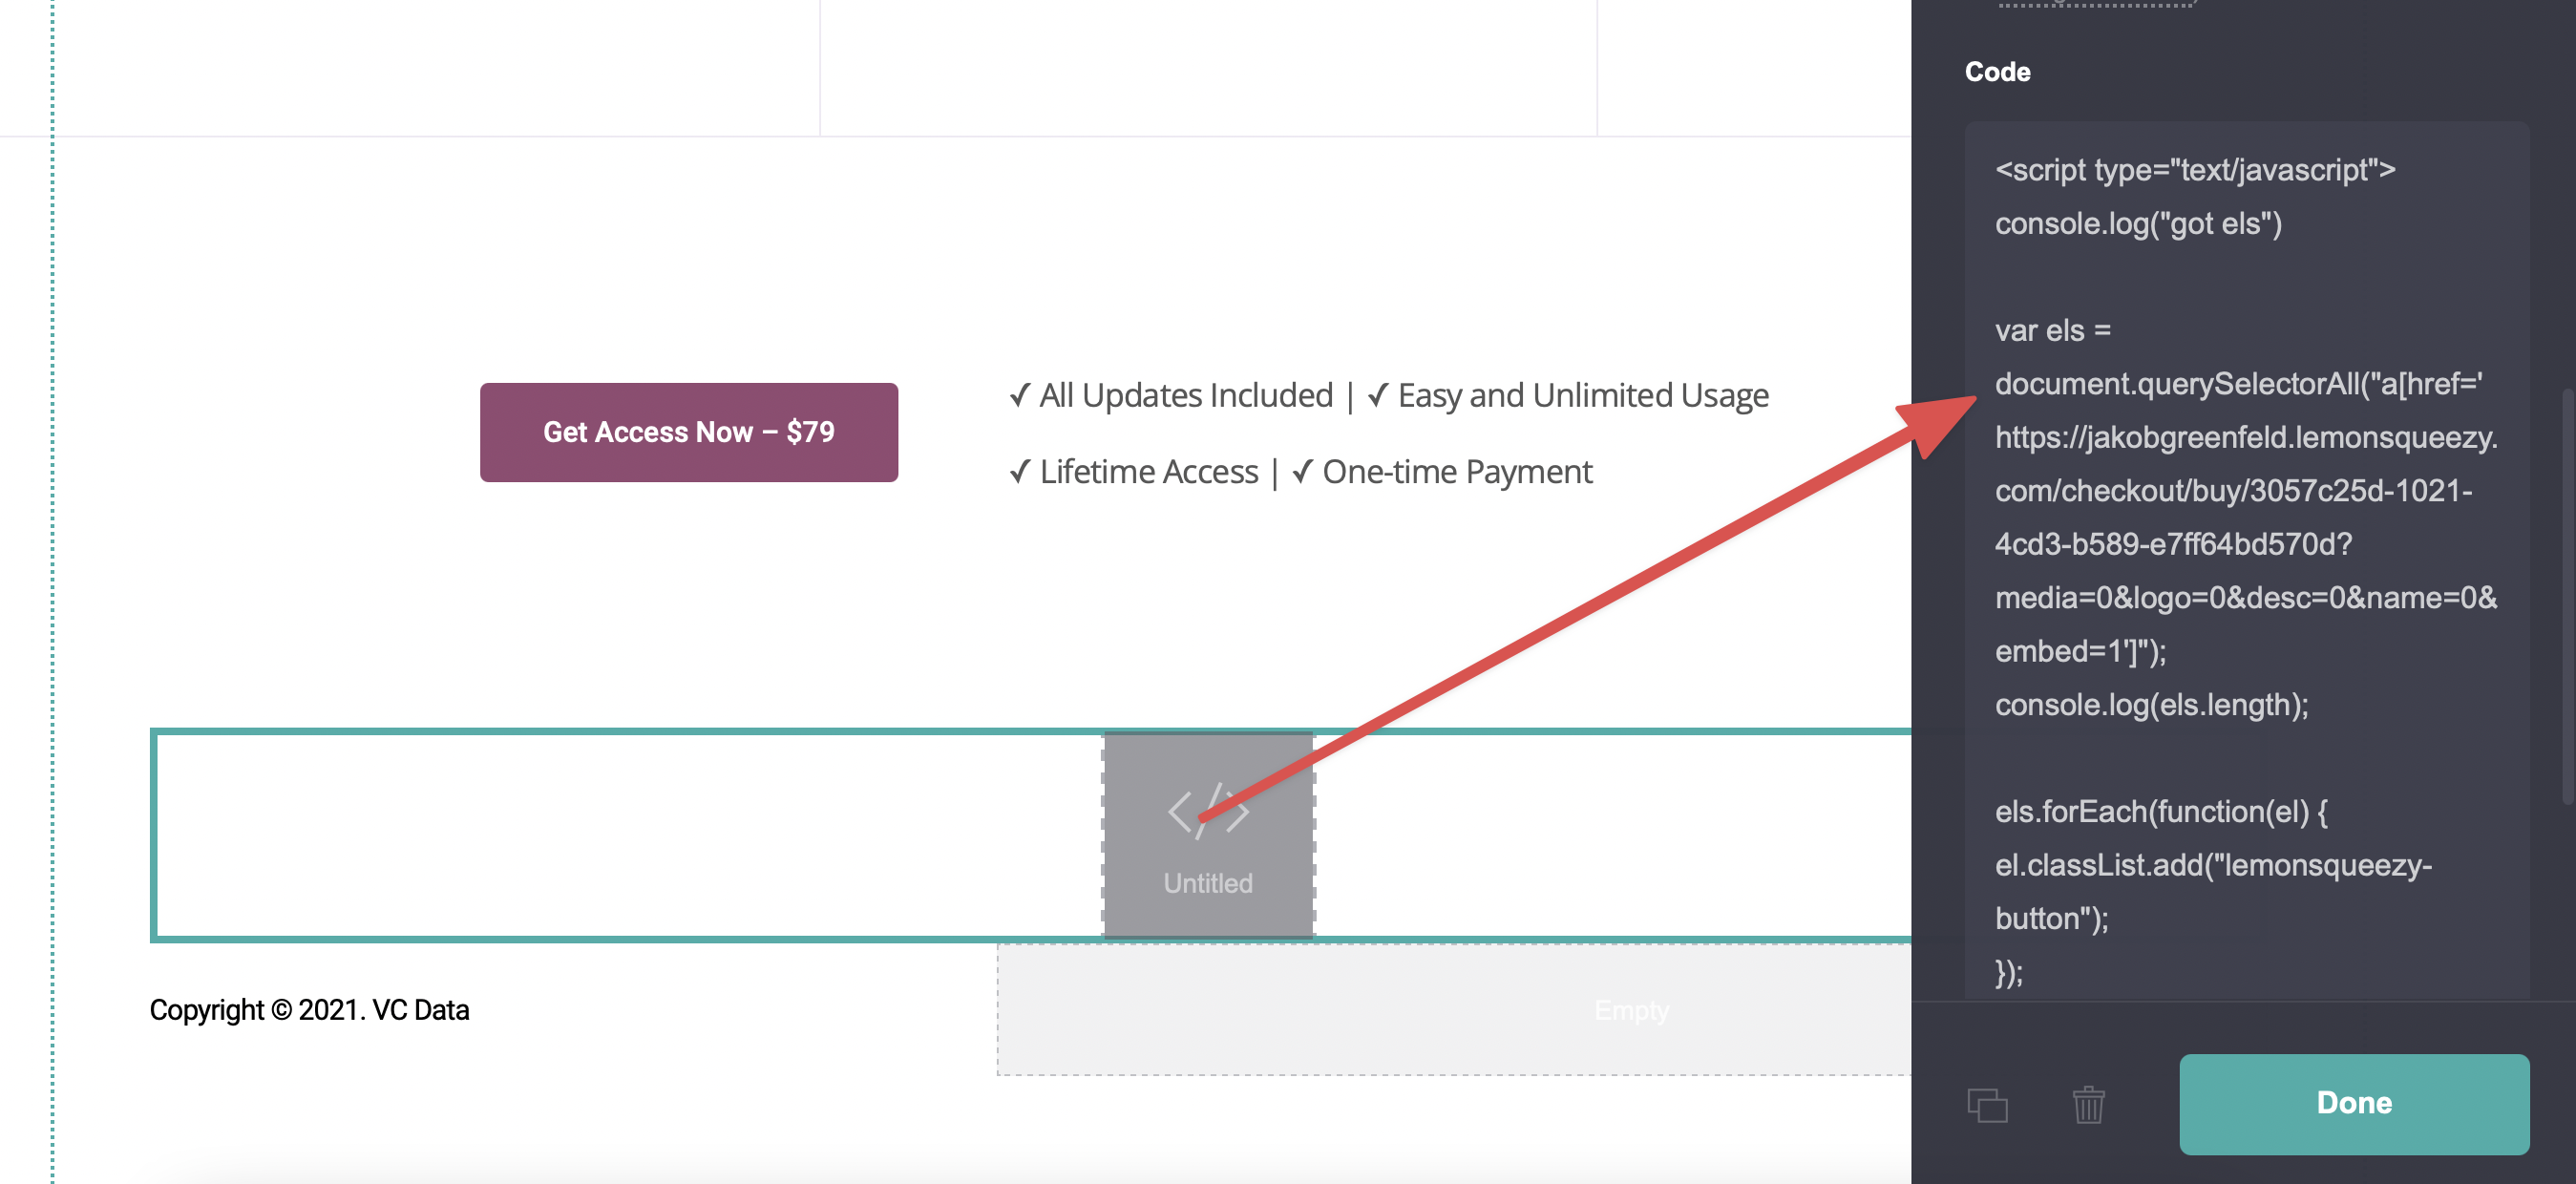 Get Access Now – $79
✓ All Updates Included | ✓ Easy and Unlimited Usage
✓ Lifetime Access | ✓ One-time Payment
</>
Untitled
Copyright © 2021. VC Data
Empty
Code
<script type="text/javascript">
console.log("got els")
var els =
document.querySelectorAll("a[href='
https://jakobgreenfeld.lemonsqueezy.
com/checkout/buy/3057c25d-1021-
4cd3-b589-e7ff64bd570d?
media=0&logo=0&desc=0&name=0&
embed=1']");
console.log(els.length);
els.forEach(function(el) {
el.classList.add("lemonsqueezy-
button");
});
Done